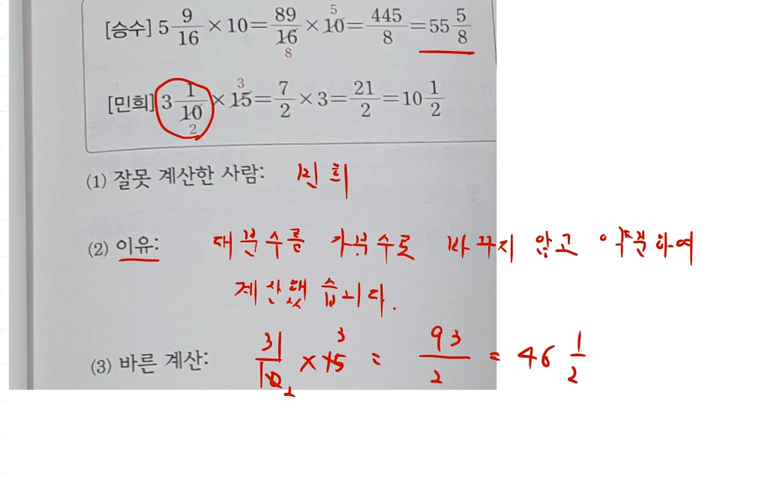 [승수] 5 9/16 × 10 = 89/16 × 10 = 445/8 = 55 5/8
[민희] 3 1/10 × 15 = 7/2 × 3 = 21/2 = 10 1/2
(1) 잘못 계산한 사람: 민희
(2) 이유: 대분수를 가분수로 바꾸지 않고 약분하여
계산했습니다.
(3) 바른 계산: 31/10 × 15 = 93/2 = 46 1/2